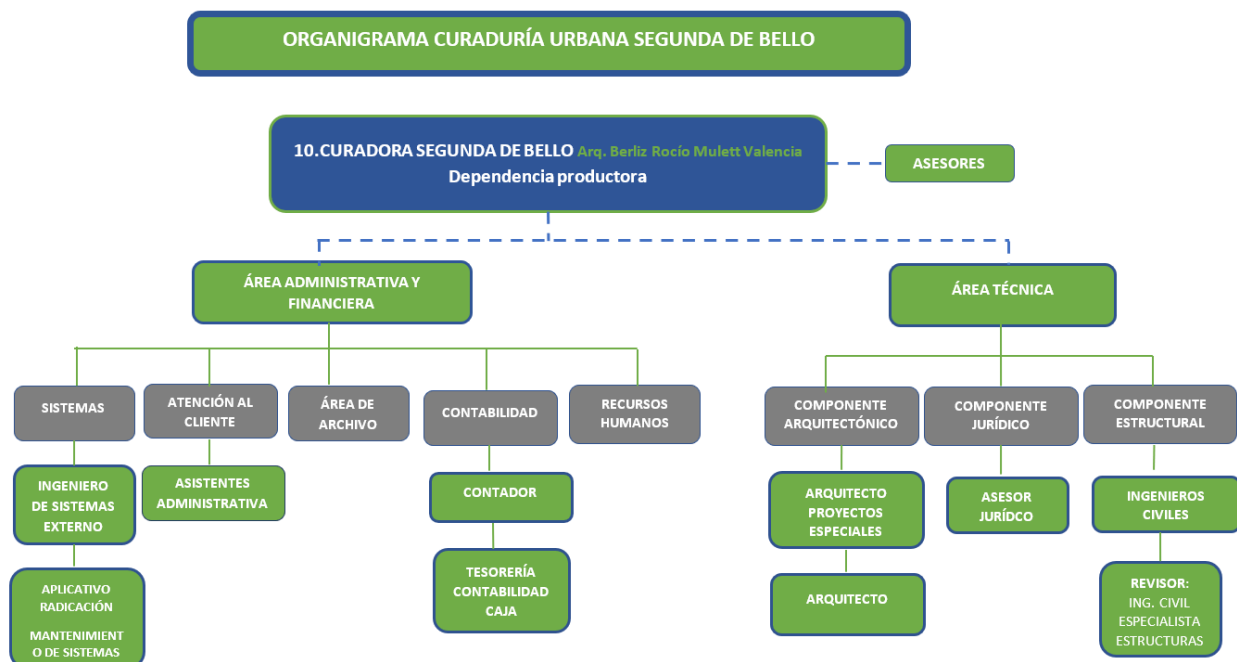 ORGANIGRAMA CURADURÍA URBANA SEGUNDA DE BELLO
10.CURADORA SEGUNDA DE BELLO Arq. Berliz Rocío Mulett Valencia
Dependencia productora
ASESORES
ÁREA ADMINISTRATIVA Y
FINANCIERA
ÁREA TÉCNICA
SISTEMAS
ATENCIÓN AL
CLIENTE
ÁREA DE
ARCHIVO
CONTABILIDAD
RECURSOS
HUMANOS
COMPONENTE
ARQUITECTÓNICO
COMPONENTE
JURÍDICO
COMPONENTE
ESTRUCTURAL
INGENIERO
DE SISTEMAS
EXTERNO
ASISTENTES
ADMINISTRATIVA
CONTADOR
ARQUITECTO
PROYECTOS
ESPECIALES
ASESOR
JURÍDCO
INGENIEROS
CIVILES
APLICATIVO
RADICACIÓN
MANTENIMIENT
O DE SISTEMAS
TESORERÍA
CONTABILIDAD
CAJA
ARQUITECTO
REVISOR:
ING. CIVIL
ESPECIALISTA
ESTRUCTURAS